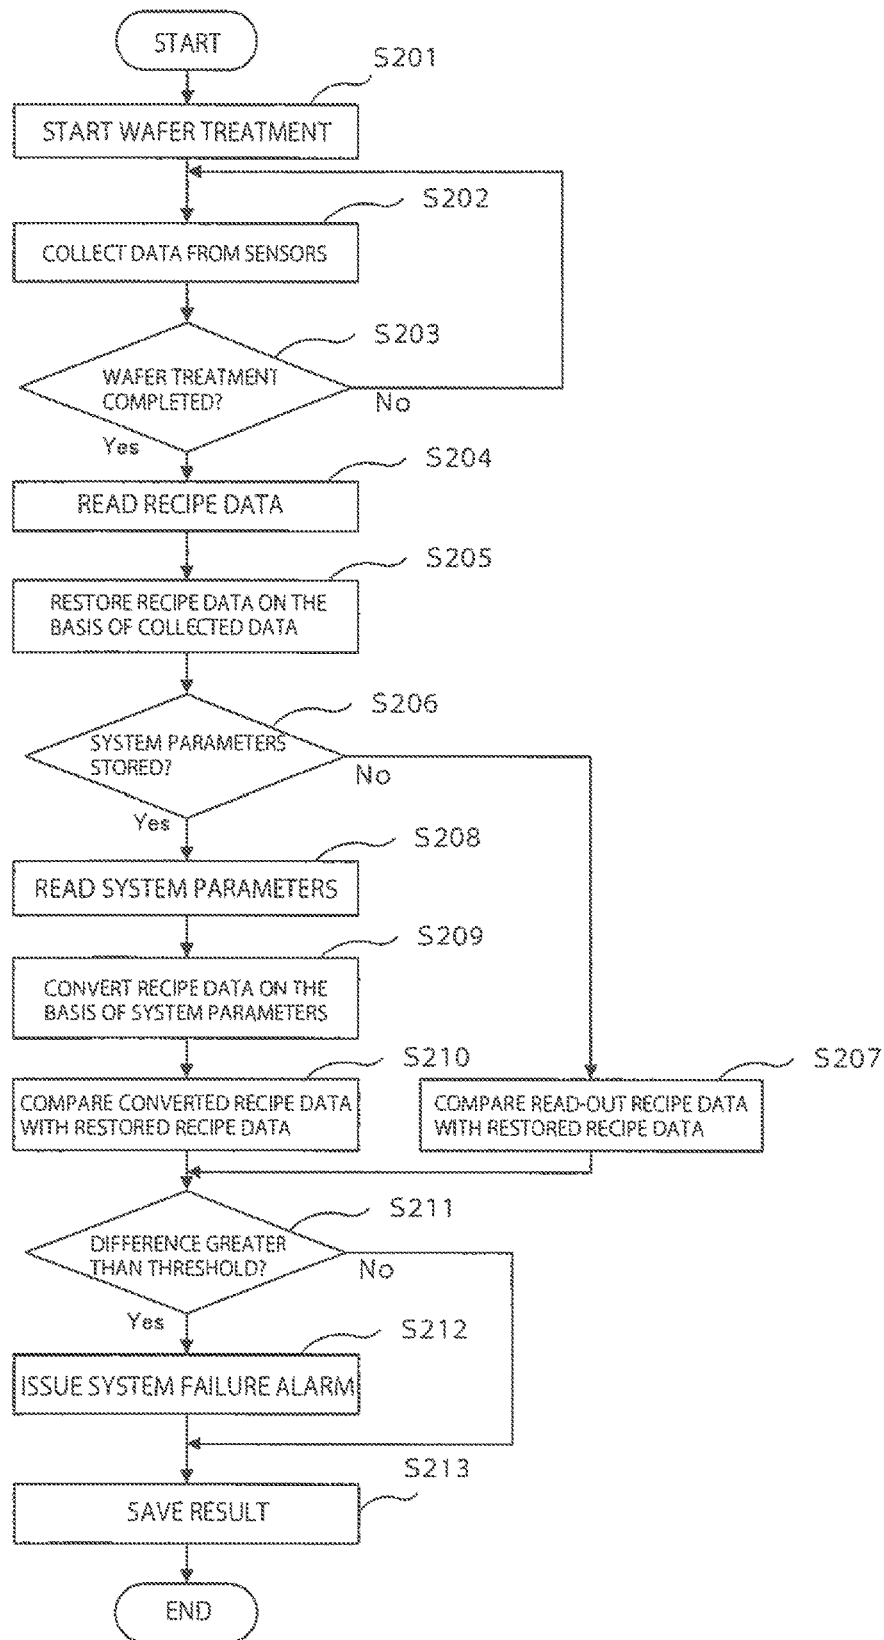 START
S201
START WAFER TREATMENT
S202
COLLECT DATA FROM SENSORS
S203
WAFER TREATMENT
COMPLETED?
No
Yes
S204
READ RECIPE DATA
S205
RESTORE RECIPE DATA ON THE
BASIS OF COLLECTED DATA
S206
SYSTEM PARAMETERS
STORED?
No
Yes
S208
READ SYSTEM PARAMETERS
S209
CONVERT RECIPE DATA ON THE
BASIS OF SYSTEM PARAMETERS
S210
COMPARE CONVERTED RECIPE DATA
WITH RESTORED RECIPE DATA
S207
COMPARE READ-OUT RECIPE DATA
WITH RESTORED RECIPE DATA
S211
DIFFERENCE GREATER
THAN THRESHOLD?
No
Yes
S212
ISSUE SYSTEM FAILURE ALARM
S213
SAVE RESULT
END